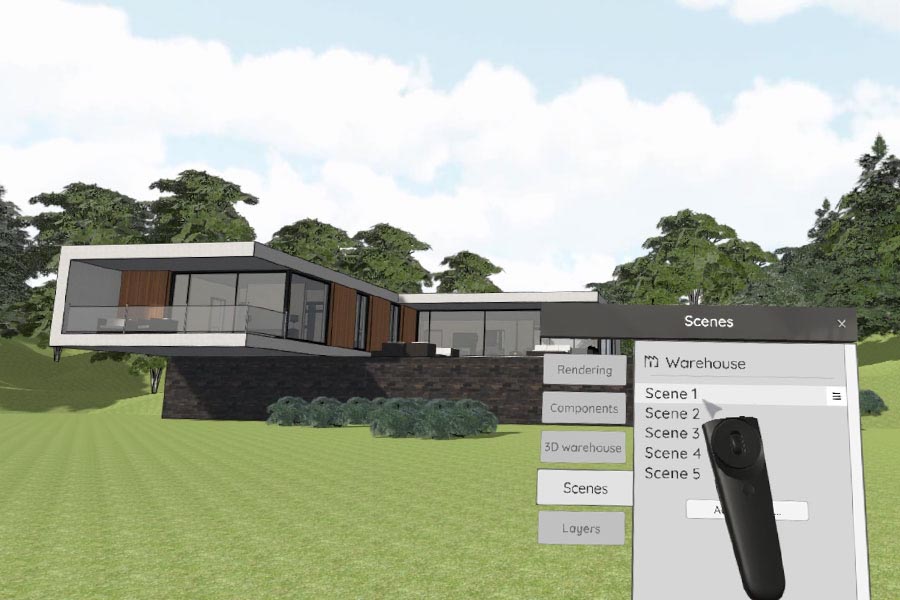 Scenes
Rendering
Components
3D warehouse
Scenes
Layers
Warehouse
Scene 1
Scene 2
Scene 3
Scene 4
Scene 5